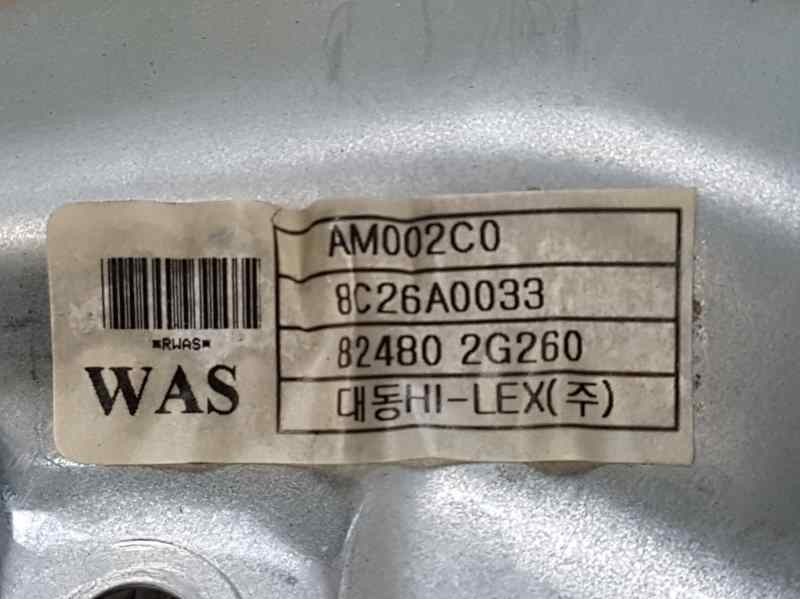 *RWAS*
WAS
AM002C0
8C26A0033
82480 2G260
대동HI-LEX(주)